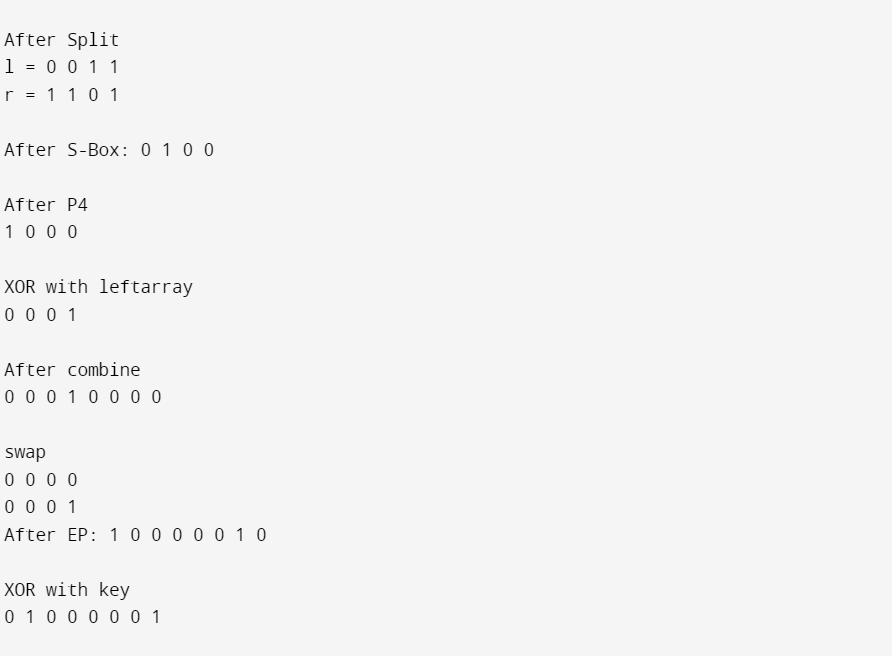 After Split
l = 0 0 1 1
r = 1 1 0 1
After S-Box: 0 1 0 0
After P4
1 0 0 0
XOR with leftarray
0 0 0 1
After combine
0 0 0 1 0 0 0 0
swap
0 0 0 0
0 0 0 1
After EP: 1 0 0 0 0 0 1 0
XOR with key
0 1 0 0 0 0 0 1